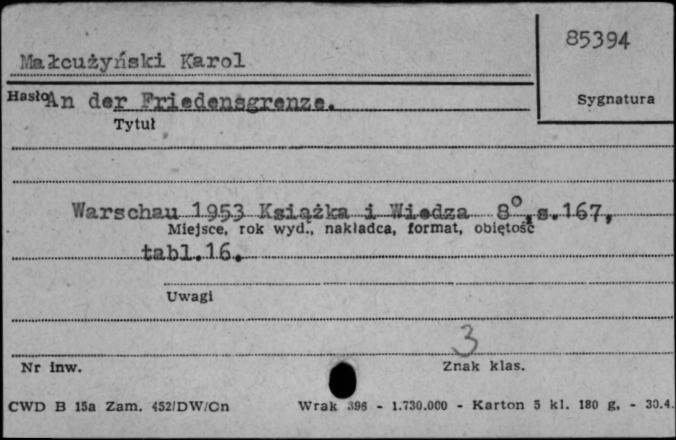 85394
Małcużyński Karol
Hasło An der Friedensgrenze.
Sygnatura
Tytuł
Warschau 1953 Książka i Wiedza 8°, s.167,
Miejsce, rok wyd., nakładca, format, objętość
tabl.16.
Uwagi
3
Nr inw.
Znak klas.
CWD B 15a Zam. 452/DW/Cn Wrak 396 - 1.730.000 - Karton 5 kl. 180 g, - 30.4.